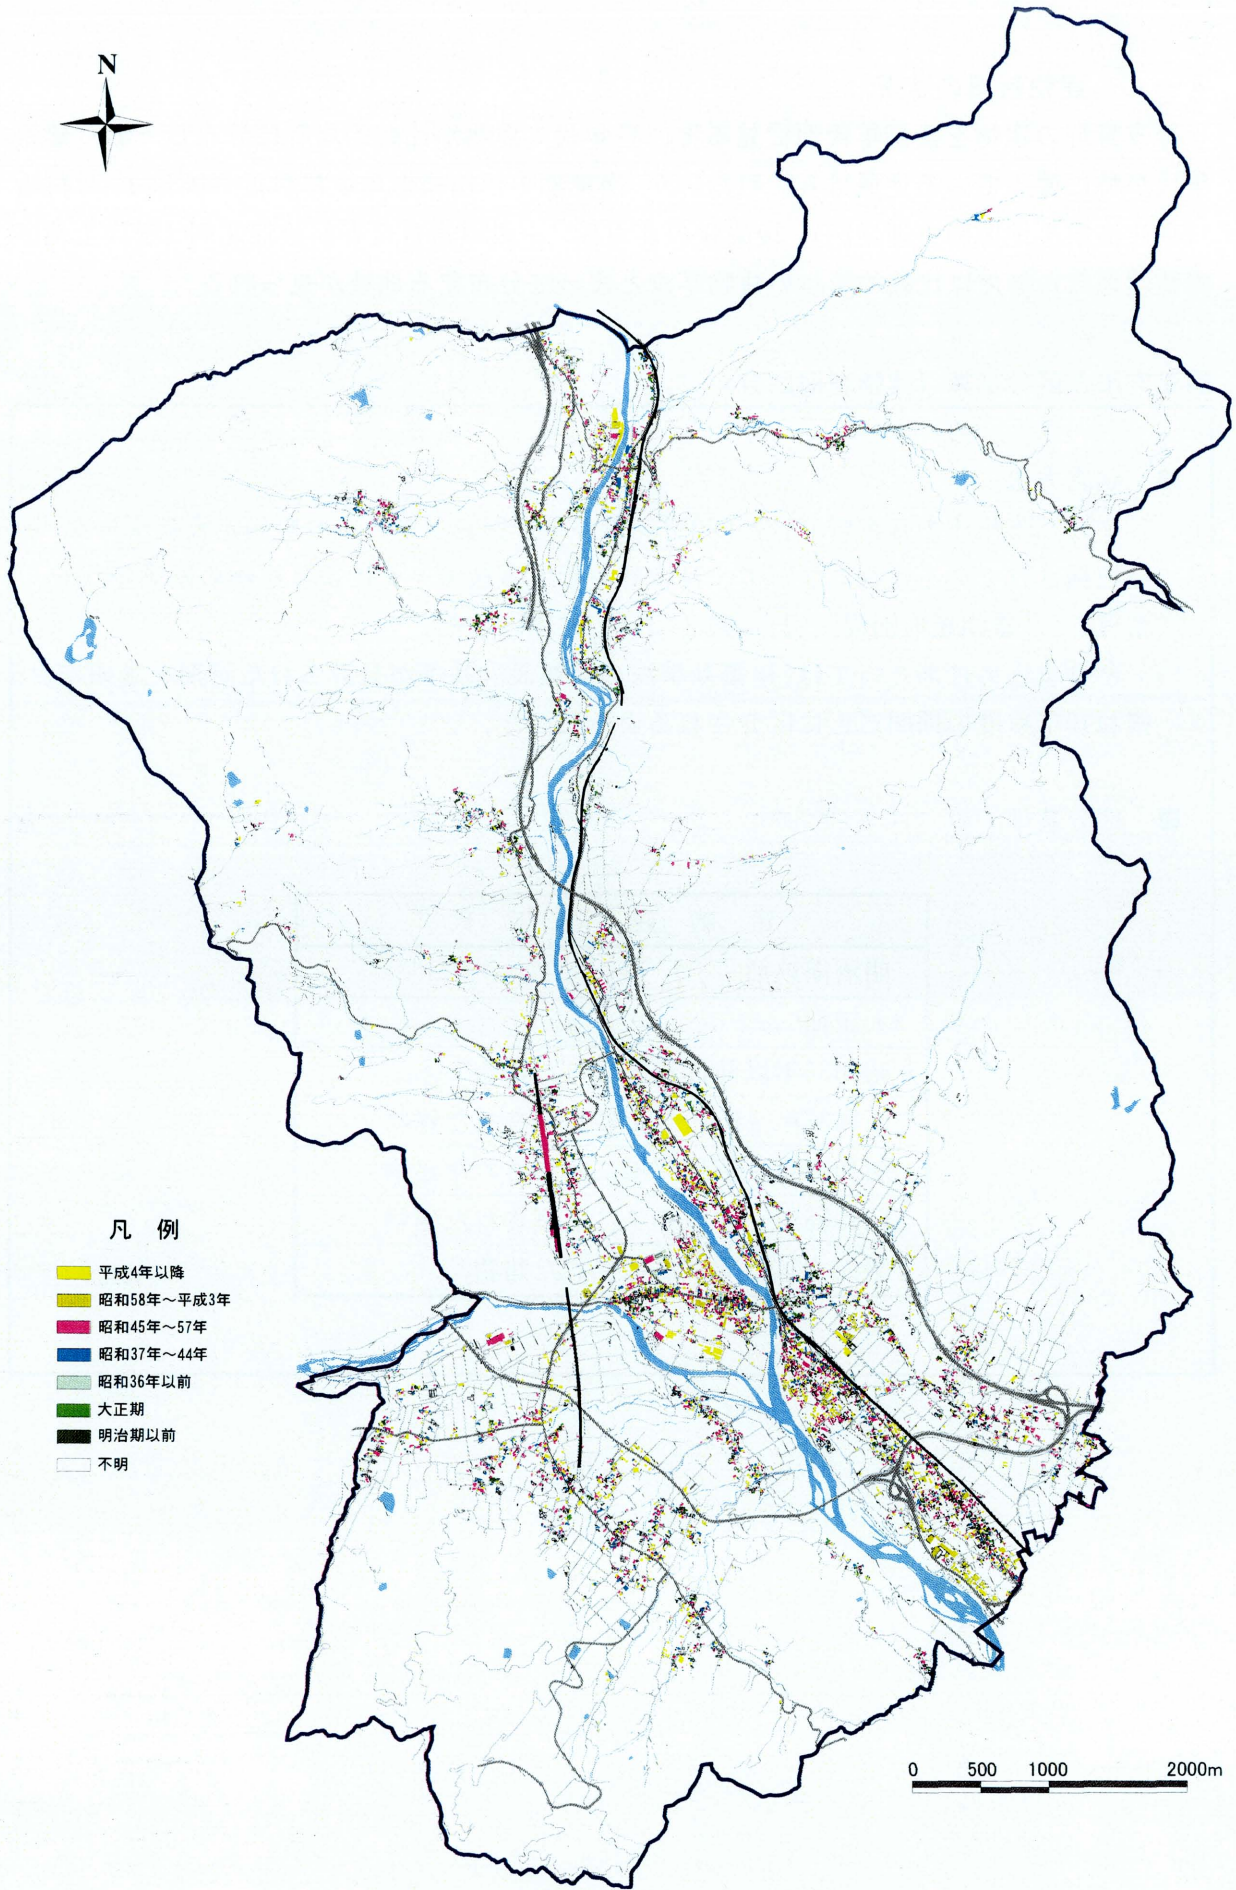 N
凡 例
平成4年以降
昭和58年～平成3年
昭和45年～57年
昭和37年～44年
昭和36年以前
大正期
明治期以前
不明
0 500 1000 2000m